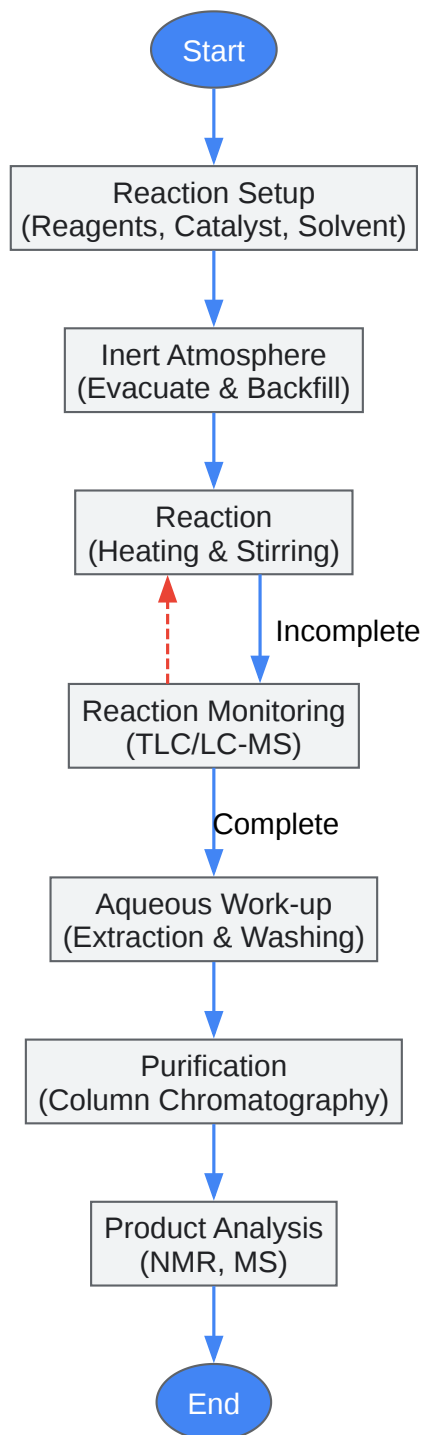 Start
Reaction Setup
(Reagents, Catalyst, Solvent)
Inert Atmosphere
(Evacuate & Backfill)
Reaction
(Heating & Stirring)
Incomplete
Reaction Monitoring
(TLC/LC-MS)
Complete
Aqueous Work-up
(Extraction & Washing)
Purification
(Column Chromatography)
Product Analysis
(NMR, MS)
End